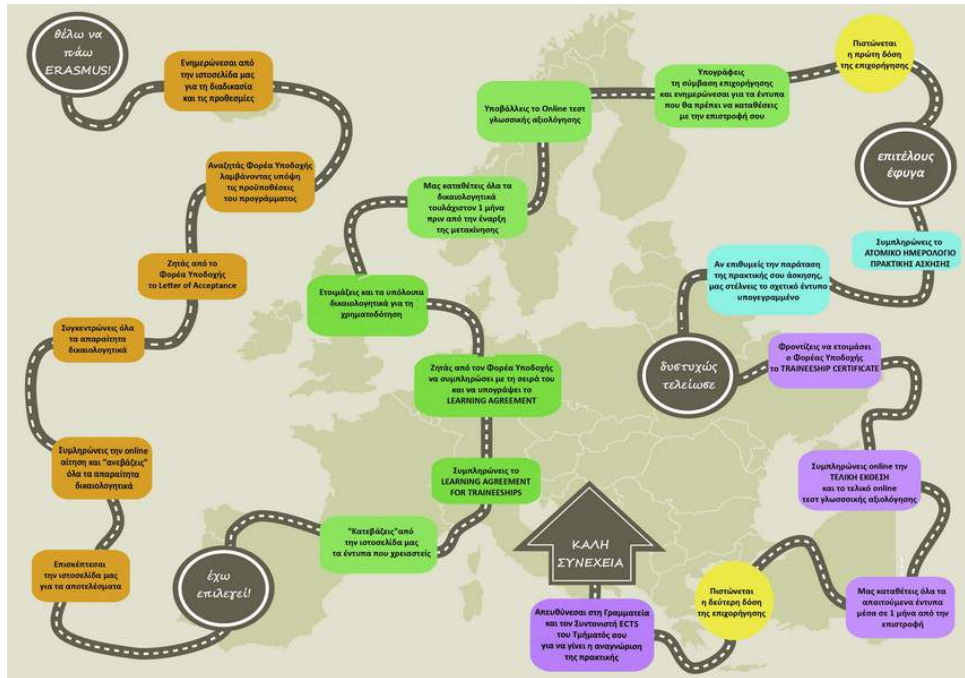 θέλω να
πάω
ERASMUS!
Ενημερώνεσαι από
την ιστοσελίδα μας
για τη διαδικασία
και τις προθεσμίες
Αναζητάς Φορέα Υποδοχής
λαμβάνοντας υπόψη
τις προϋποθέσεις
του προγράμματος
Ζητάς από το
Φορέα Υποδοχής
το Letter of Acceptance
Συγκεντρώνεις όλα
τα απαραίτητα
δικαιολογητικά
Συμληρώνεις την online
αίτηση και "ανεβάζεις"
όλα τα απαραίτητα
δικαιολογητικά
Επισκέπτεσαι
την ιστοσελίδα μας
για τα αποτελέσματα
έχω
επιλεγεί!
"Κατεβάζεις"από
την ιστοσελίδα μας
τα έντυπα που χρειαστείς
Συμπληρώνεις το
LEARNING AGREEMENT
FOR TRAINEESHIPS
Ζητάς από τον Φορέα Υποδοχής
να συμπληρώσει με τη σειρά του
και να υπογράψει το
LEARNING AGREEMENT
Ετοιμάζεις και τα υπόλοιπα
δικαιολογητικά για τη
χρηματοδότηση
Μας καταθέτεις όλα τα
δικαιολογητικά
τουλάχιστον 1 μήνα
πριν από την έναρξη
της μετακίνησης
Υποβάλλεις το Online τεστ
γλωσσικής αξιολόγησης
Υπογράφεις
τη σύμβαση επιχορήγησης
και ενημερώνεσαι για τα έντυπα
που θα πρέπει να καταθέσεις
με την επιστροφή σου
Πιστώνεται
η πρώτη δόση
της επιχορήγησης
επιτέλους
έφυγα
Συμπληρώνεις το
ΑΤΟΜΙΚΟ ΗΜΕΡΟΛΟΓΙΟ
ΠΡΑΚΤΙΚΗΣ ΑΣΚΗΣΗΣ
Αν επιθυμείς την παράταση
της πρακτικής σου άσκησης,
μας στέλνεις το σχετικό έντυπο
υπογεγραμμένο
δυστυχώς
τελείωσε
Φροντίζεις να ετοιμάσει
ο Φορέας Υποδοχής
το TRAINEESHIP CERTIFICATE
Συμπληρώνεις online την
ΤΕΛΙΚΗ ΕΚΘΕΣΗ
και το τελικό online
τεστ γλωσσοικής αξιολόγησης
Μας καταθέτεις όλα τα
απαιτούμενα έντυπα
μέσα σε 1 μήνα από την
επιστροφή
Πιστώνεται
η δεύτερη δόση
της επιχορήγησης
Απευθύνεσαι στη Γραμματεία
και τον Συντονιστή ECTS
του Τμήματός σου
για να γίνει η αναγνώριση
της πρακτικής
ΚΑΛΗ
ΣΥΝΕΧΕΙΑ